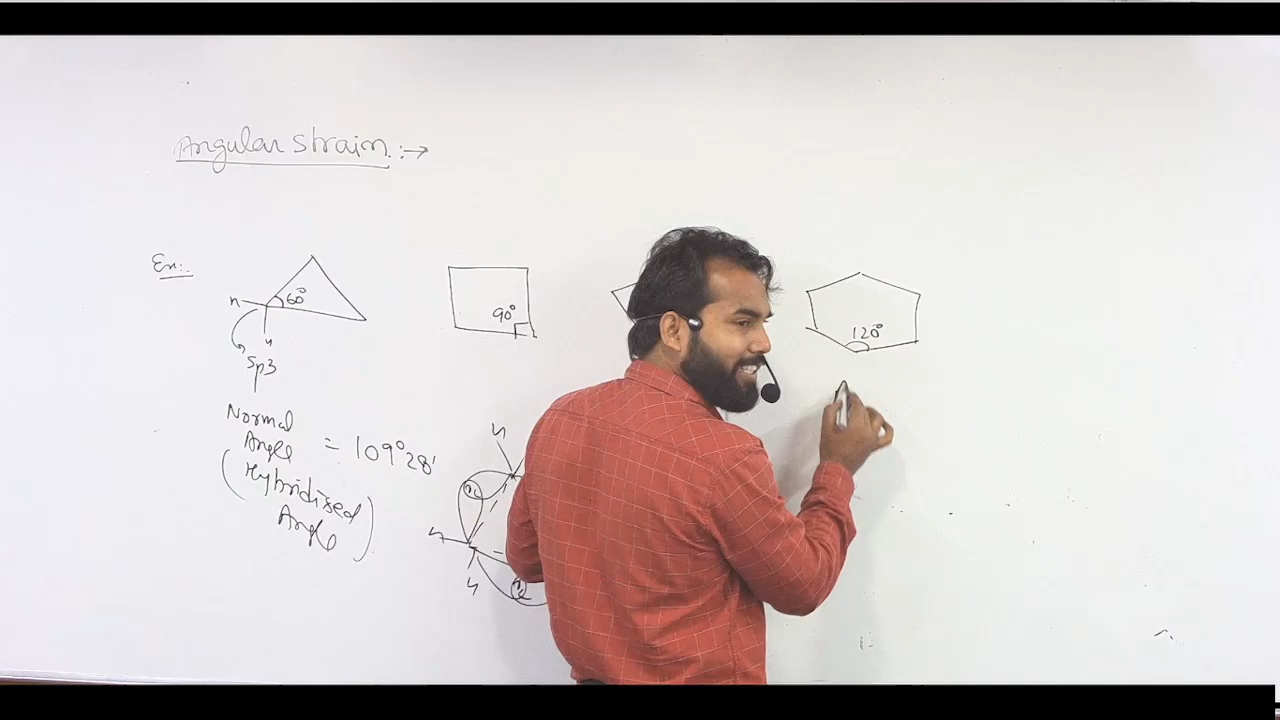 Angular strain :→
Ex:-
60°
90°
120°
H
H
Sp3
Normal
Angle = 109°28'
(Hybridised
Angle)
H
H
H